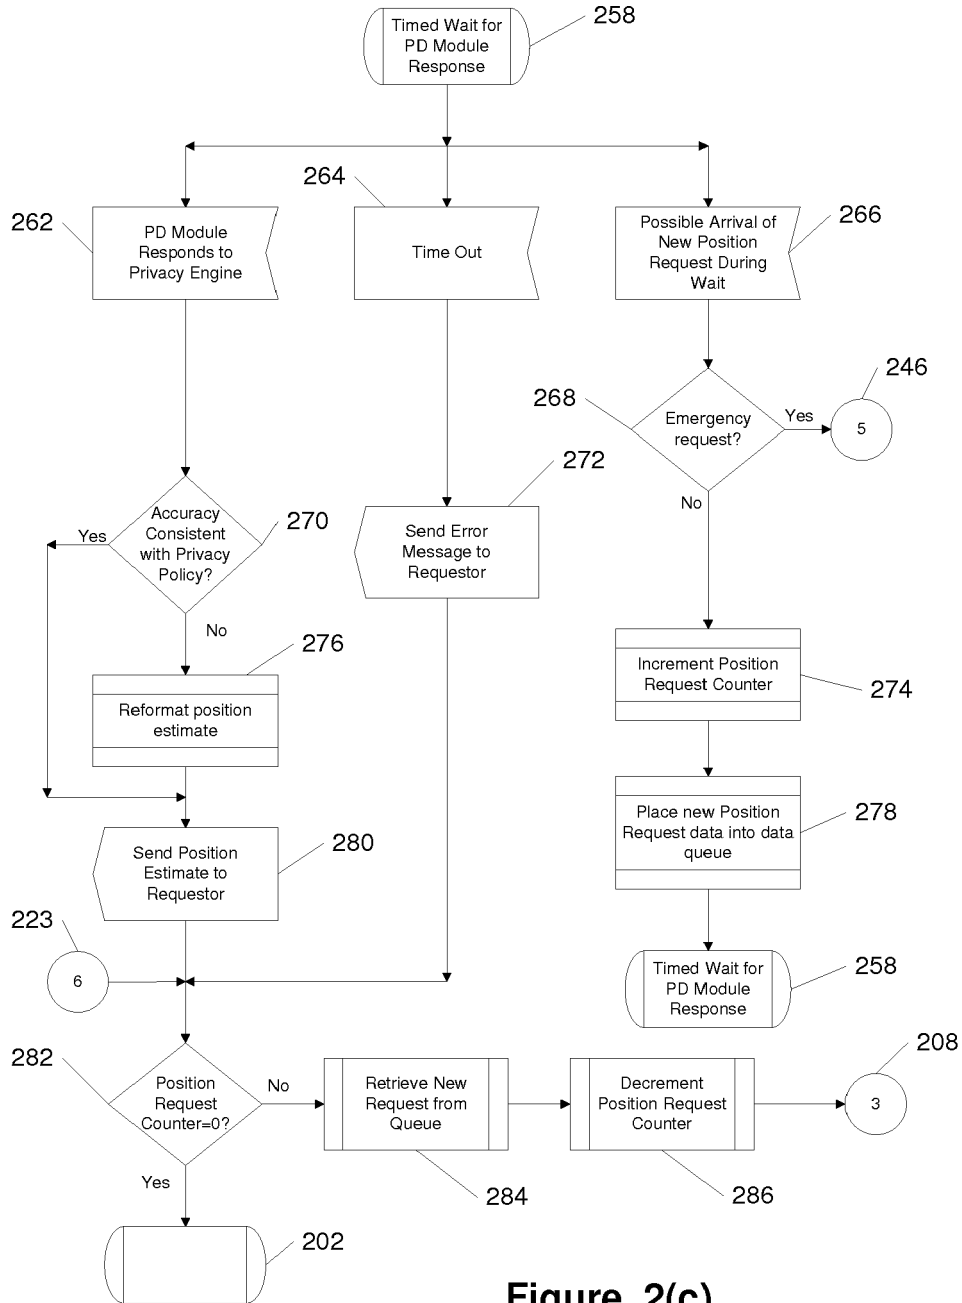 Timed Wait for
PD Module
Response
258
264
262
PD Module
Responds to
Privacy Engine
Time Out
Possible Arrival of
New Position
Request During
Wait
266
268
Emergency
request?
Yes
246
5
No
272
Send Error
Message to
Requestor
Accuracy
Consistent
with Privacy
Policy?
270
Yes
No
276
Reformat position
estimate
Increment Position
Request Counter
274
Place new Position
Request data into data
queue
278
Send Position
Estimate to
Requestor
280
223
6
Timed Wait for
PD Module
Response
258
282
Position
Request
Counter=0?
No
Retrieve New
Request from
Queue
284
Decrement
Position Request
Counter
286
208
3
Yes
202
Figure 2(c)